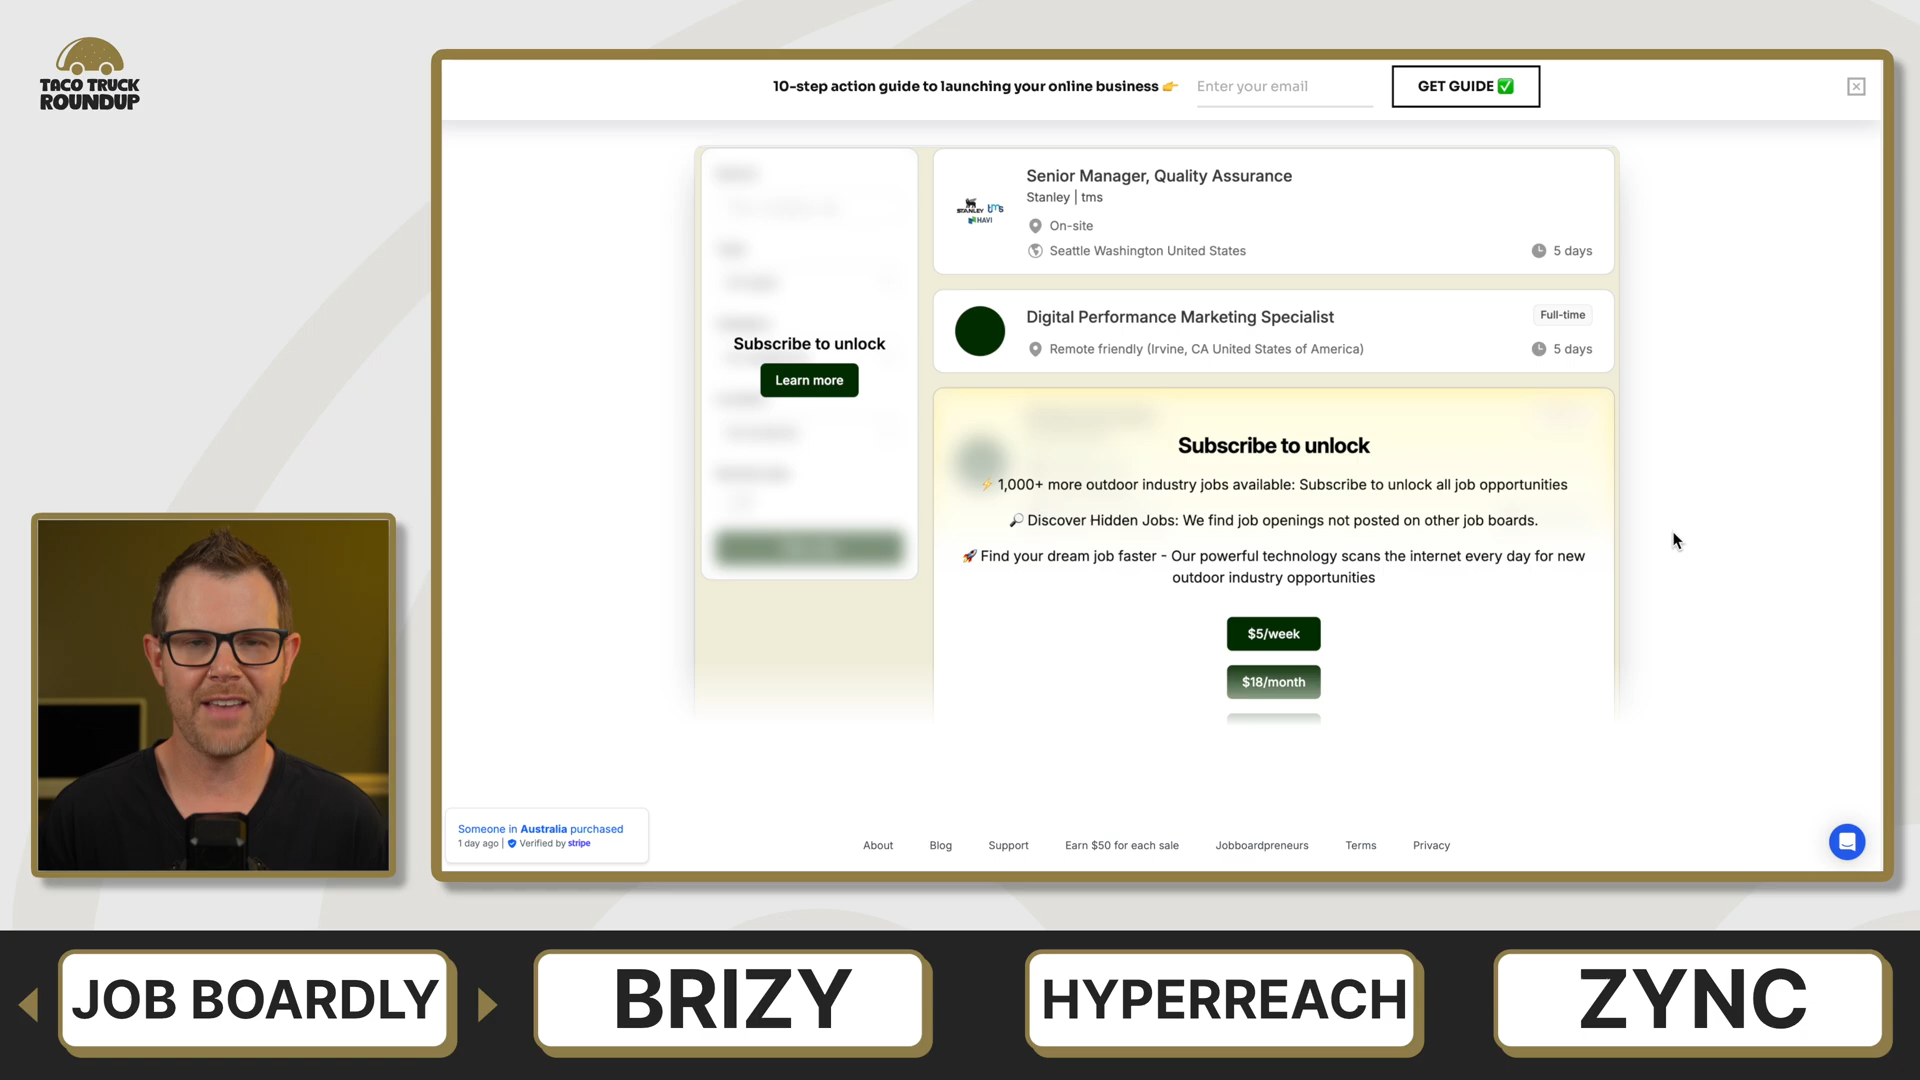 TACO TRUCK
ROUNDUP
10-step action guide to launching your online business 👉
Enter your email
GET GUIDE ✅
Subscribe to unlock
Learn more
Senior Manager, Quality Assurance
Stanley | tms
STANLEY tms
HAVI
On-site
Seattle Washington United States
5 days
Digital Performance Marketing Specialist
Full-time
Remote friendly (Irvine, CA United States of America)
5 days
Subscribe to unlock
⚡ 1,000+ more outdoor industry jobs available: Subscribe to unlock all job opportunities
🔎 Discover Hidden Jobs: We find job openings not posted on other job boards.
🚀 Find your dream job faster - Our powerful technology scans the internet every day for new
outdoor industry opportunities
$5/week
$18/month
Someone in Australia purchased
1 day ago | Verified by stripe
About
Blog
Support
Earn $50 for each sale
Jobboardpreneurs
Terms
Privacy
JOB BOARDLY
BRIZY
HYPERREACH
ZYNC